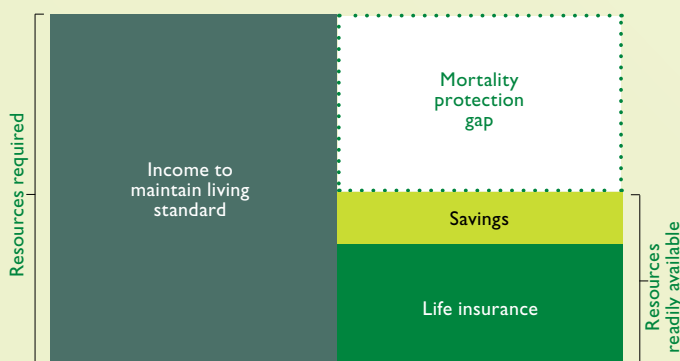 Resources required
Income to
maintain living
standard
Mortality
protection
gap
Savings
Life insurance
Resources
readily available